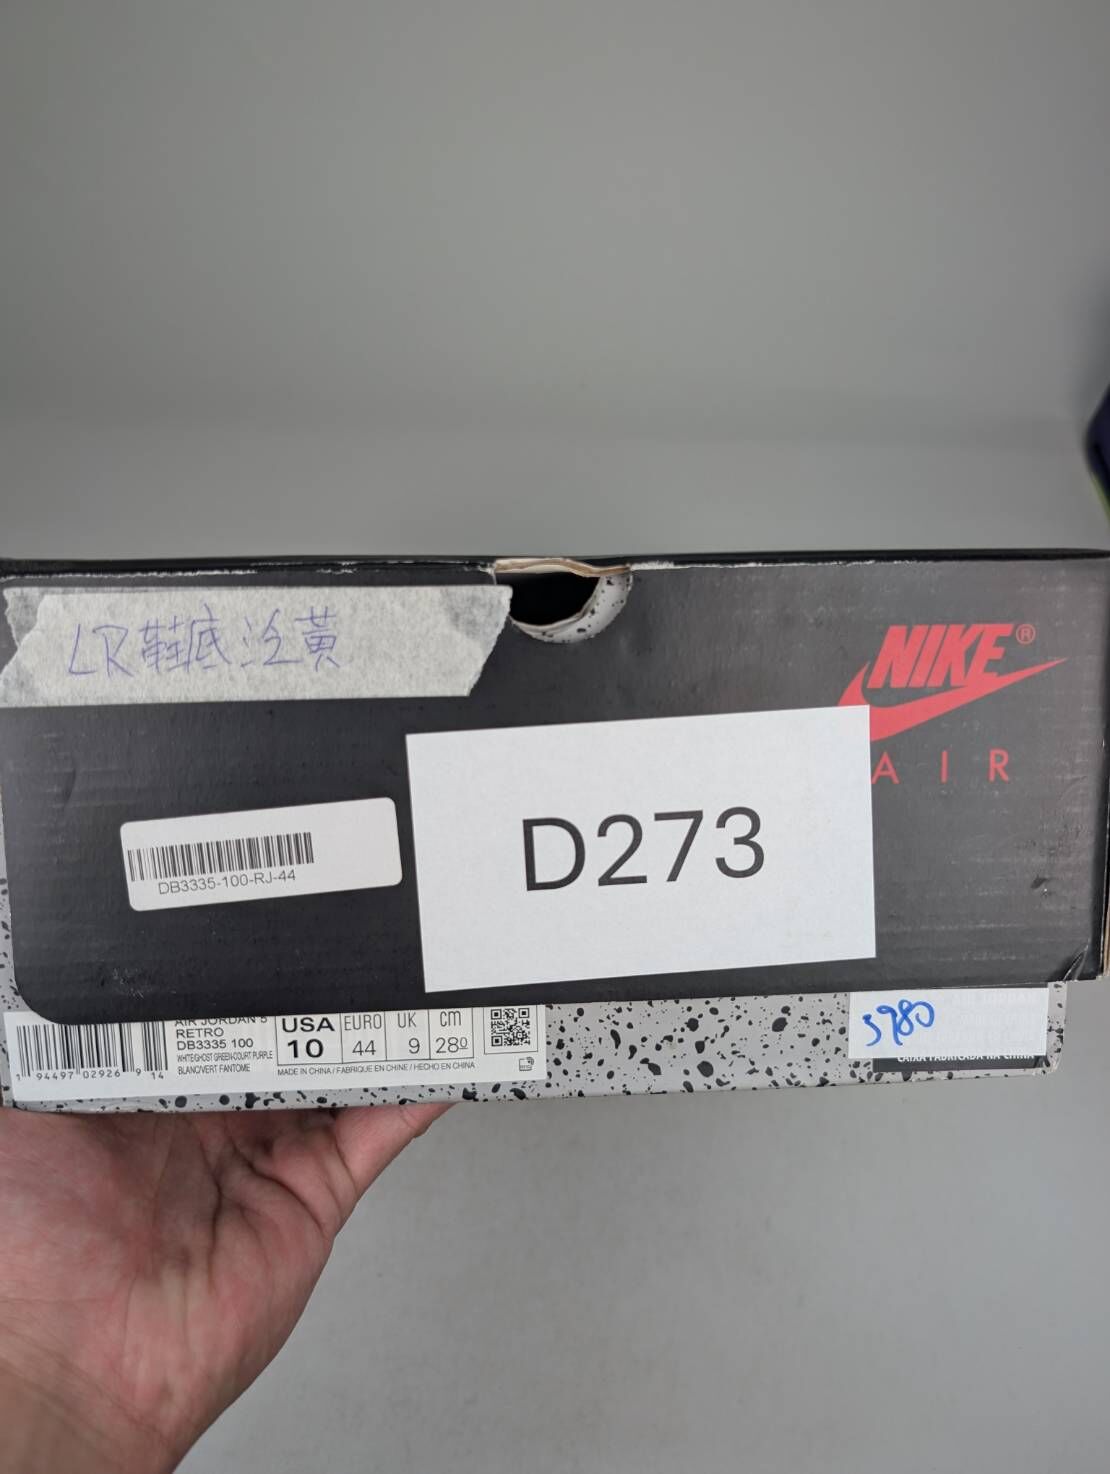 LR鞋底泛黃
NIKE®
AIR
D273
DB3335-100-RJ-44
AIR JORDAN 5
RETRO
DB3335 100
WHITE/GHOST GREEN-COURT PURPLE
BLANC/VERT FANTOME
USA
10
EURO
44
UK
9
cm
28.0
MADE IN CHINA / FABRIQUE EN CHINE / HECHO EN CHINA
1 94497 02926 9 14
5980